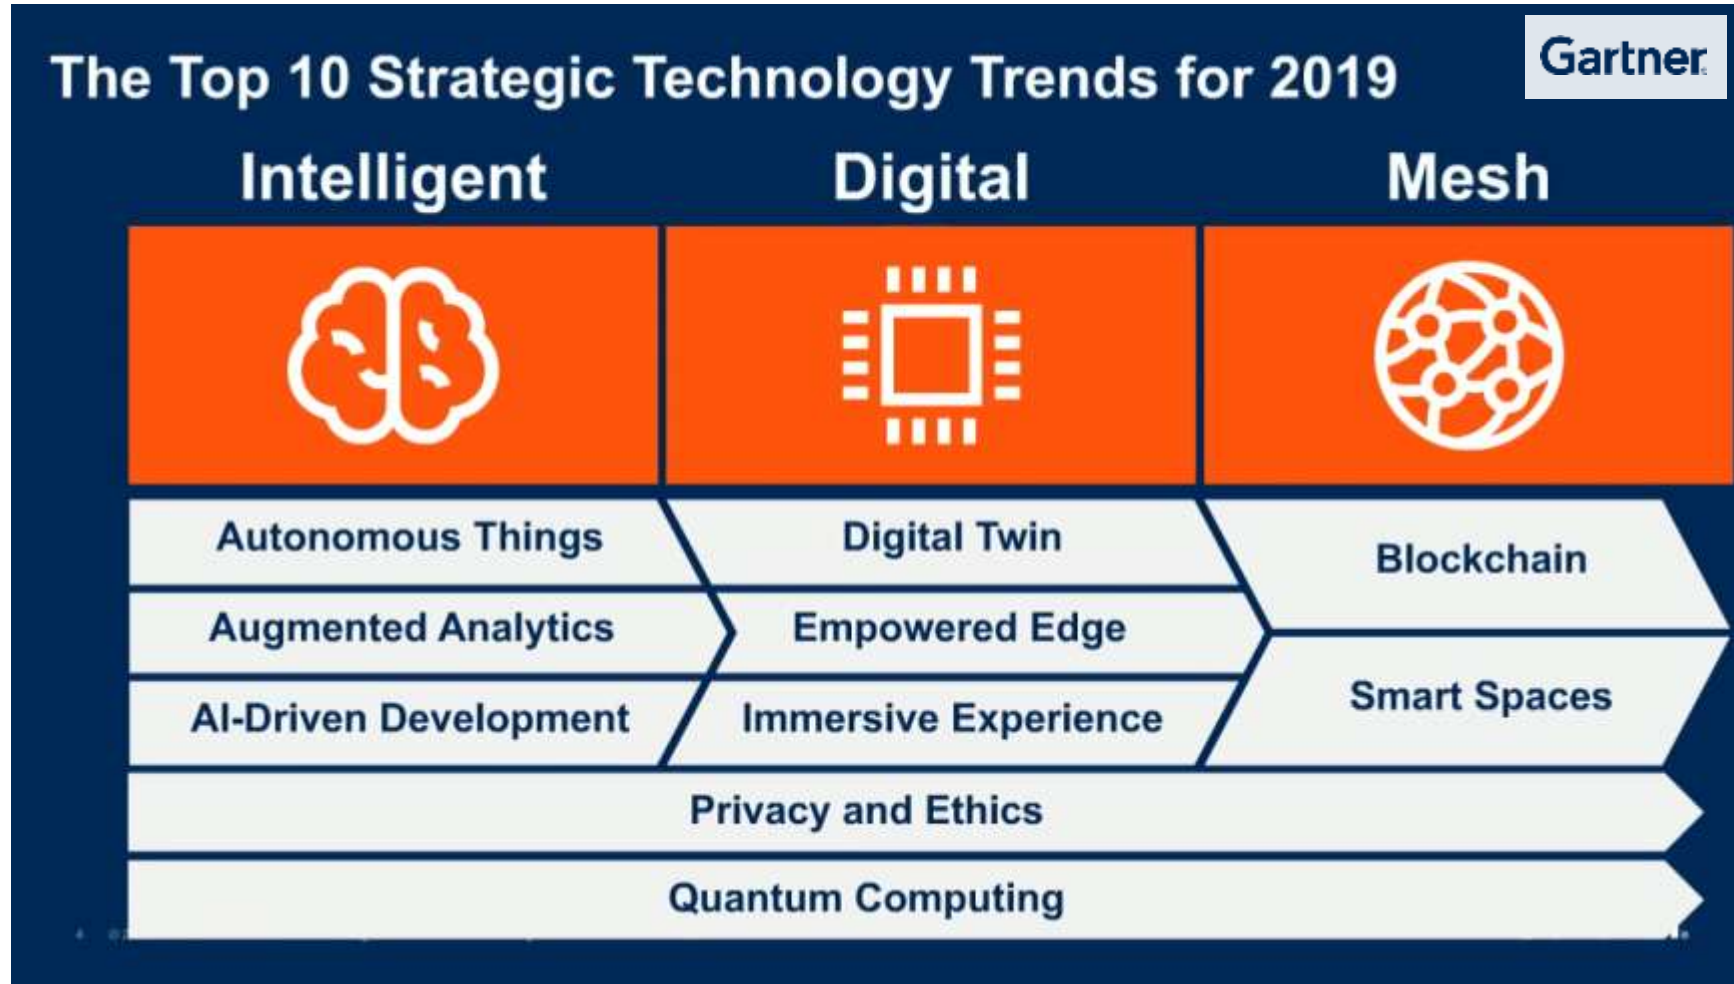 The Top 10 Strategic Technology Trends for 2019
Gartner
Intelligent
Digital
Mesh
Autonomous Things
Digital Twin
Blockchain
Augmented Analytics
Empowered Edge
Smart Spaces
AI-Driven Development
Immersive Experience
Privacy and Ethics
Quantum Computing